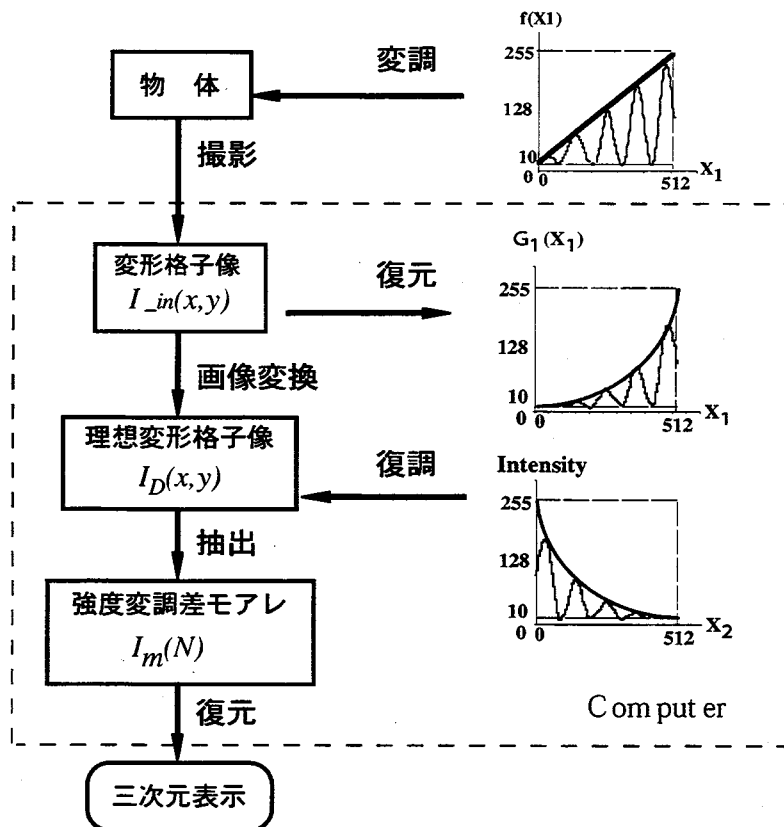 物 体
変調
f(X1)
255
128
10
0
0
512
X1
撮影
変形格子像
I_in(x,y)
復元
G1(X1)
255
128
10
0
0
512
X1
画像変換
理想変形格子像
ID(x,y)
復調
Intensity
255
128
10
0
0
512
X2
抽出
強度変調差モアレ
Im(N)
Computer
復元
三次元表示